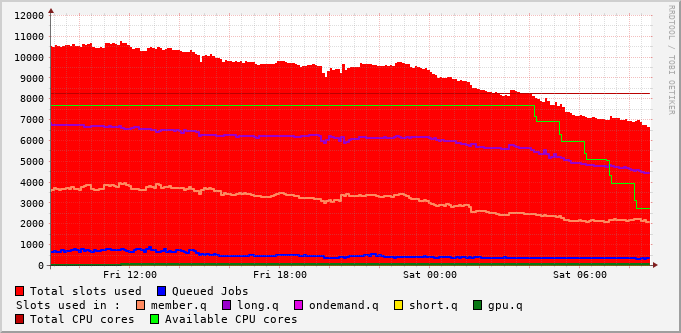 12000
11000
10000
9000
8000
7000
6000
5000
4000
3000
2000
1000
0
Fri 12:00 Fri 18:00 Sat 00:00 Sat 06:00
RRDTOOL / TOBI OETIKER
Total slots used Queued Jobs
Slots used in : member.q long.q ondemand.q short.q gpu.q
Total CPU cores Available CPU cores